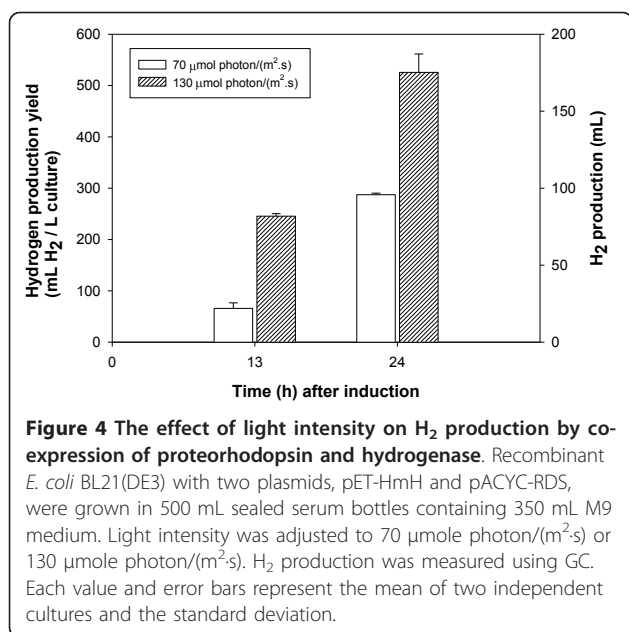 600
500
400
300
200
100
0
Hydrogen production yield
(mL H2 / L culture)
70 μmol photon/(m².s)
130 μmol photon/(m².s)
200
150
100
50
0
H2 production (mL)
0 13 24
Time (h) after induction
Figure 4 The effect of light intensity on H2 production by co-
expression of proteorhodopsin and hydrogenase. Recombinant
E. coli BL21(DE3) with two plasmids, pET-HmH and pACYC-RDS,
were grown in 500 mL sealed serum bottles containing 350 mL M9
medium. Light intensity was adjusted to 70 μmole photon/(m²·s) or
130 μmole photon/(m²·s). H2 production was measured using GC.
Each value and error bars represent the mean of two independent
cultures and the standard deviation.